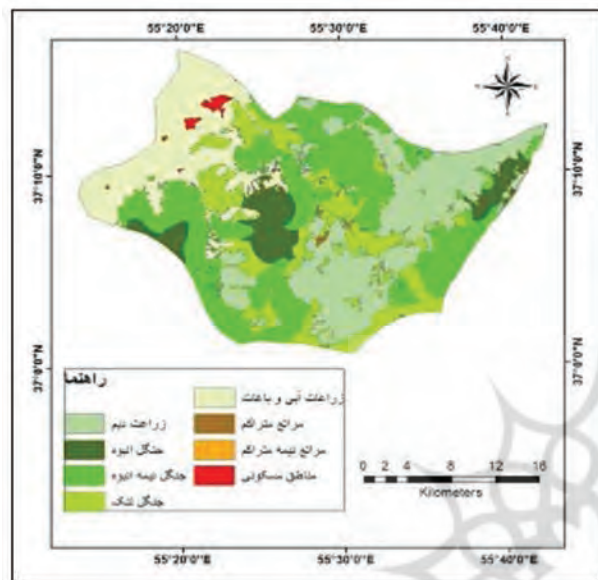 55°20'0"E 55°30'0"E 55°40'0"E
37°10'0"N 37°10'0"N
37°0'0"N 37°0'0"N
راهنما
زراعات آبی و باغات
زراعت دیم
مراتع متراکم
جنگل انبوه
مراتع نیمه متراکم
جنگل نیمه انبوه
مناطق مسکونی
جنگل تنک
0 2 4 8 12 16
Kilometers
55°20'0"E 55°30'0"E 55°40'0"E